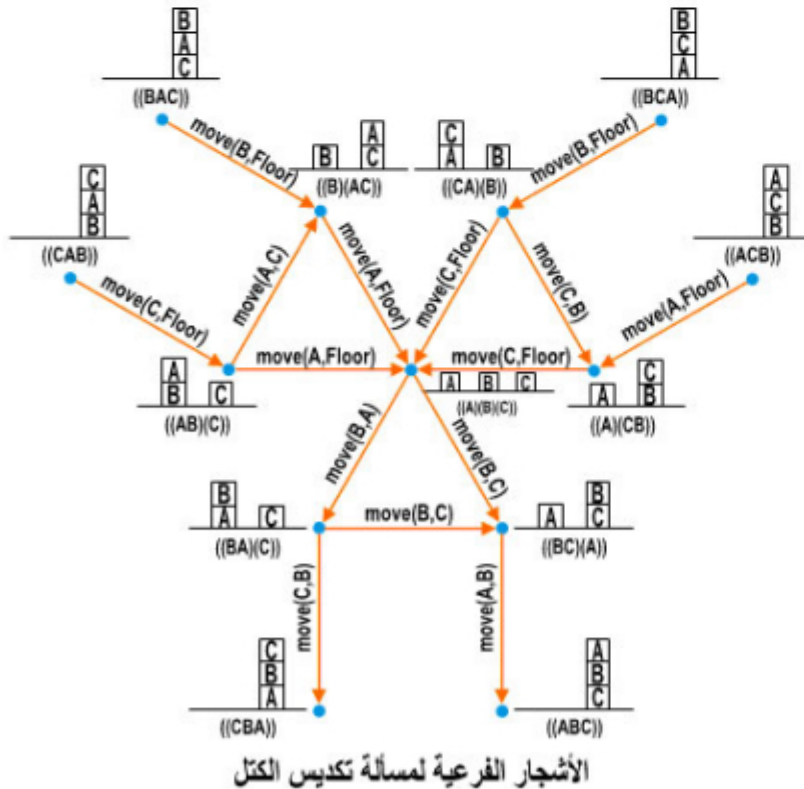 B
A
C
((BAC))
B
C
A
((BCA))
move(B,Floor)
move(B,Floor)
B
A
C
((B)(AC))
C
A
B
((CA)(B))
C
A
B
((CAB))
A
C
B
((ACB))
move(C,Floor)
move(A,C)
move(A,Floor)
move(C,Floor)
move(C,B)
move(A,Floor)
move(A,Floor)
move(C,Floor)
A
B
C
((AB)(C))
A
B
C
((A)(B)(C))
A
C
B
((A)(CB))
move(B,A)
move(B,C)
B
A
C
((BA)(C))
move(B,C)
A
B
C
((BC)(A))
move(C,B)
move(A,B)
C
B
A
((CBA))
A
B
C
((ABC))
الأشجار الفرعية لمسألة تكديس الكتل